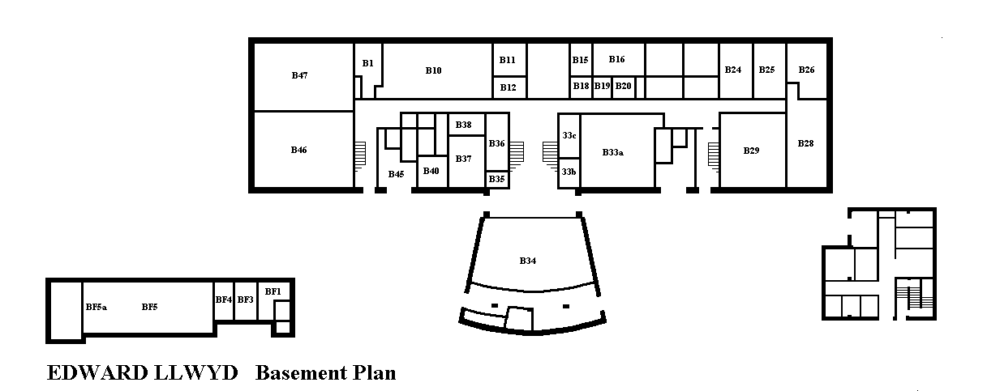 B47
B1
B10
B11
B12
B15
B16
B18
B19
B20
B24
B25
B26
B46
B45
B40
B38
B37
B36
B35
33c
33b
B33a
B29
B28
B34
BF5a
BF5
BF4
BF3
BF1
EDWARD LLWYD Basement Plan